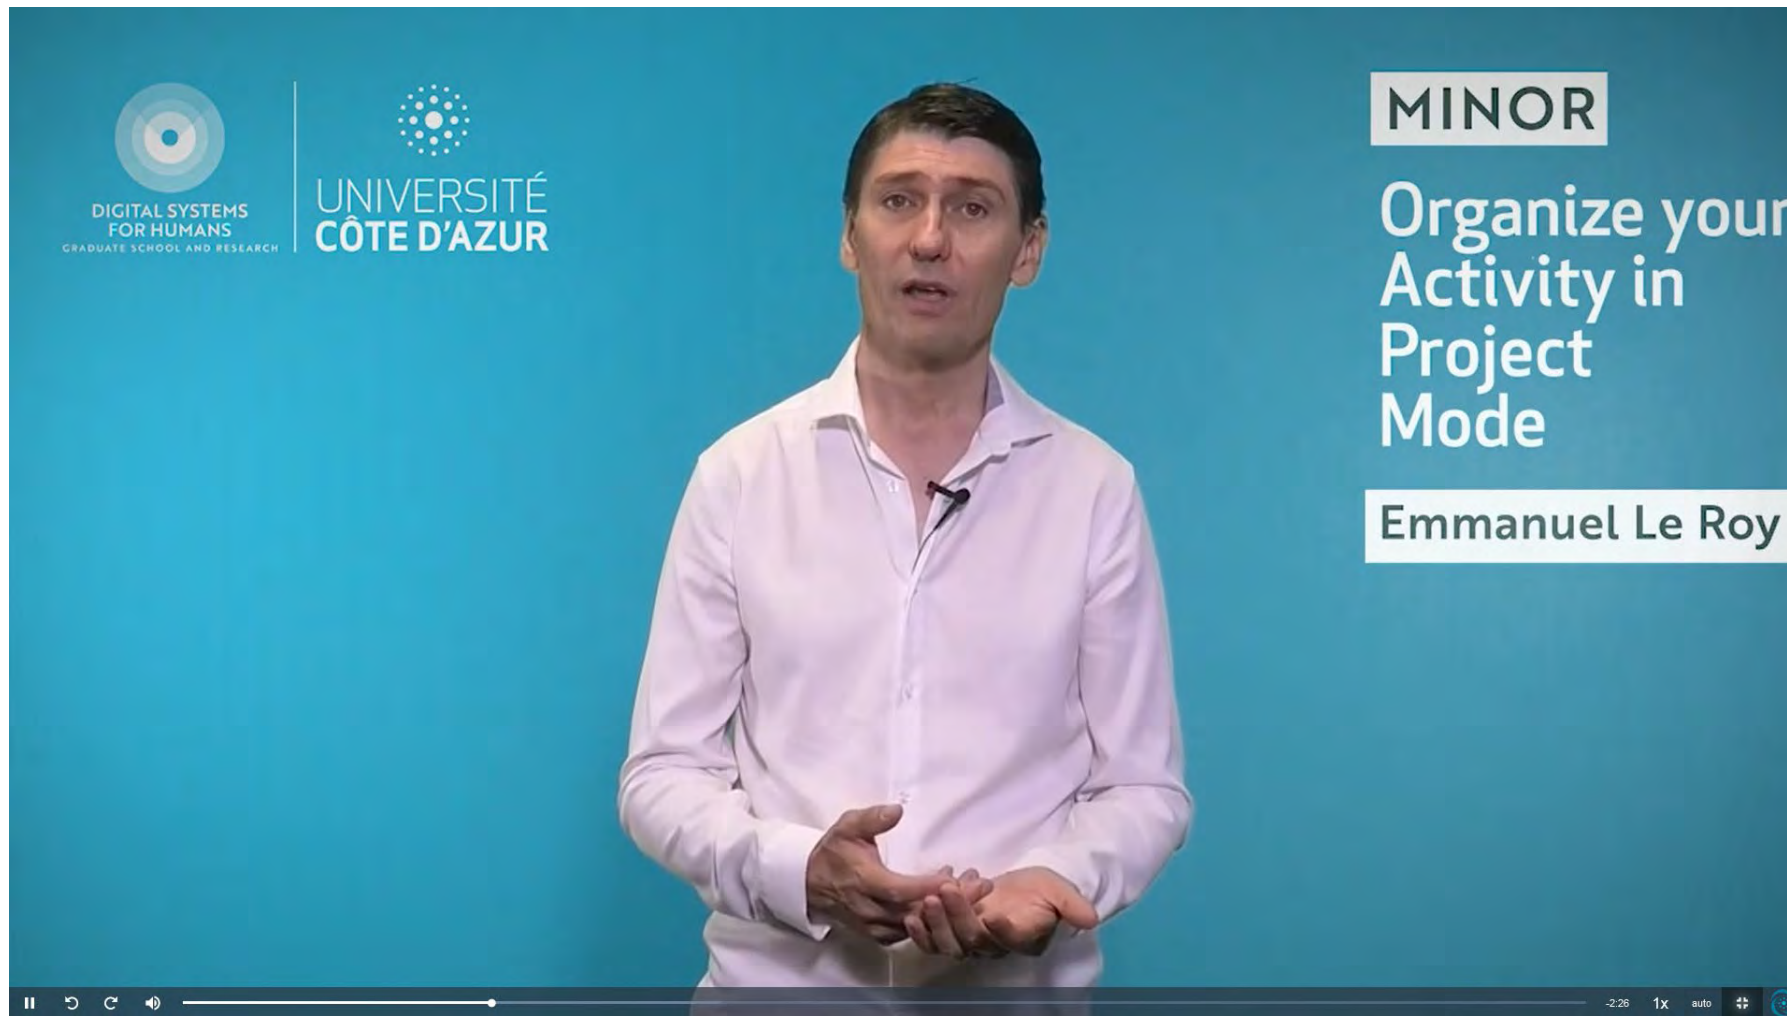 DIGITAL SYSTEMS
FOR HUMANS
GRADUATE SCHOOL AND RESEARCH
UNIVERSITÉ
CÔTE D'AZUR
MINOR
Organize your
Activity in
Project
Mode
Emmanuel Le Roy
-2:26
1x
auto